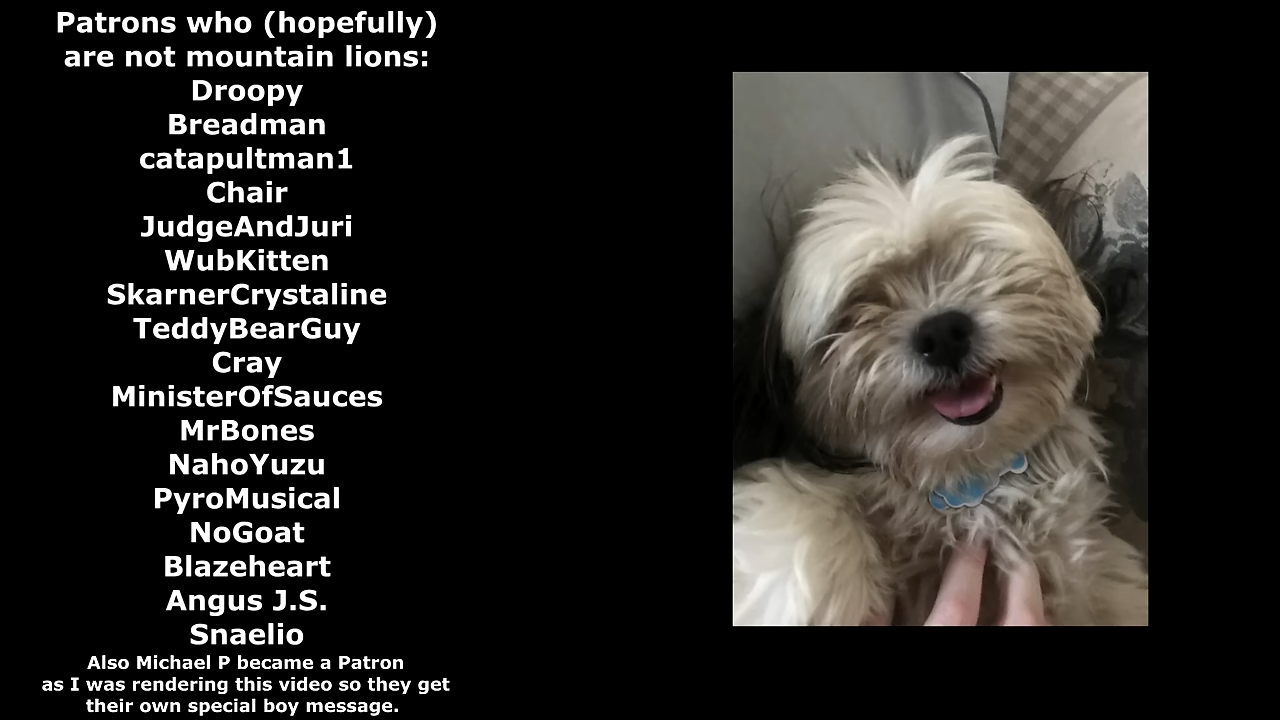 Patrons who (hopefully)
are not mountain lions:
Droopy
Breadman
catapultman1
Chair
JudgeAndJuri
WubKitten
SkarnerCrystaline
TeddyBearGuy
Cray
MinisterOfSauces
MrBones
NahoYuzu
PyroMusical
NoGoat
Blazeheart
Angus J.S.
Snaelio
Also Michael P became a Patron
as I was rendering this video so they get
their own special boy message.